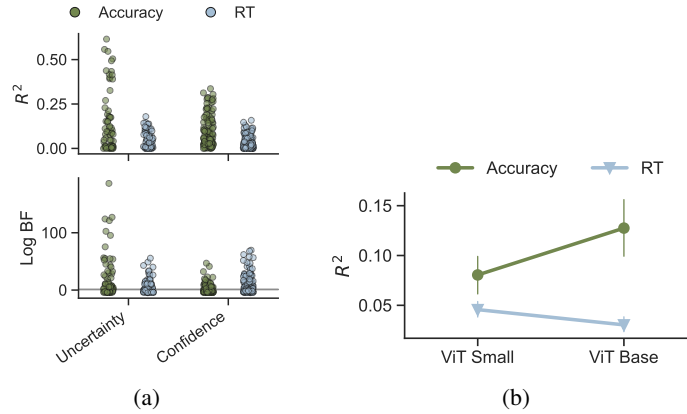 Accuracy RT
R²
0.50
0.25
0.00
Log BF
100
0
Uncertainty
Confidence
(a)
Accuracy RT
R²
0.15
0.10
0.05
ViT Small
ViT Base
(b)